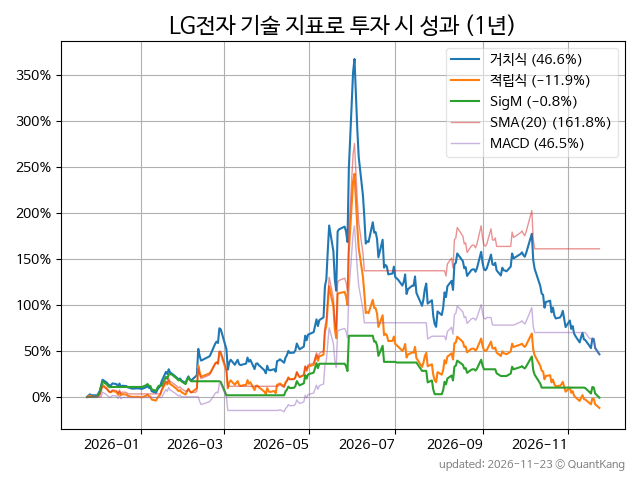 LG전자 기술 지표로 투자 시 성과 (1년)
거치식 (46.6%)
적립식 (−11.9%)
SigM (−0.8%)
SMA(20) (161.8%)
MACD (46.5%)
350%
300%
250%
200%
150%
100%
50%
0%
2026-01
2026-03
2026-05
2026-07
2026-09
2026-11
updated: 2026-11-23 © QuantKang